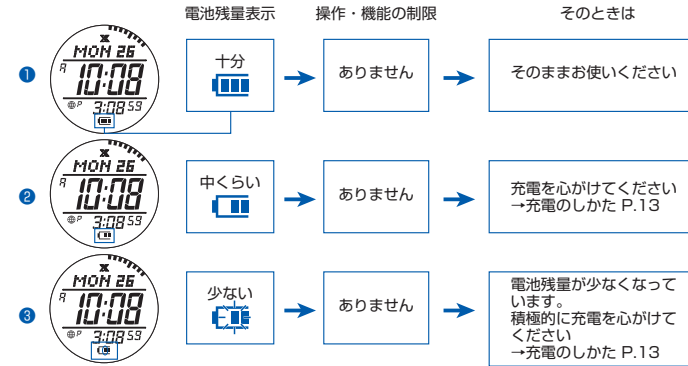 電池残量表示 操作・機能の制限 そのときは
❶
MON 26
A 10:08
P 3:08 59
十分
ありません
そのままお使いください
❷
MON 26
A 10:08
P 3:08 59
中くらい
ありません
充電を心がけてください
→充電のしかた P.13
❸
MON 26
A 10:08
P 3:08 59
少ない
ありません
電池残量が少なくなって
います。
積極的に充電を心がけて
ください
→充電のしかた P.13